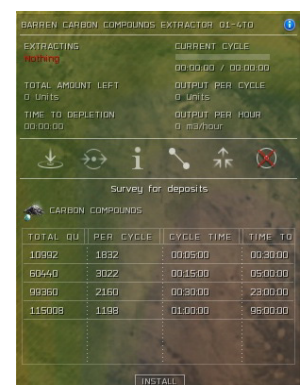 BARREN CARBON COMPOUNDS EXTRACTOR 01-4TO
EXTRACTING
Nothing
CURRENT CYCLE
00:00:00 / 00:00:00
TOTAL AMOUNT LEFT
0 Units
OUTPUT PER CYCLE
0 Units
TIME TO DEPLETION
00:00:00
OUTPUT PER HOUR
0 m3/hour
Survey for deposits
CARBON COMPOUNDS
TOTAL QU PER CYCLE CYCLE TIME TIME TO
10992 1832 00:05:00 00:30:00
60440 3022 00:15:00 05:00:00
99360 2160 00:30:00 23:00:00
115008 1198 01:00:00 96:00:00
INSTALL